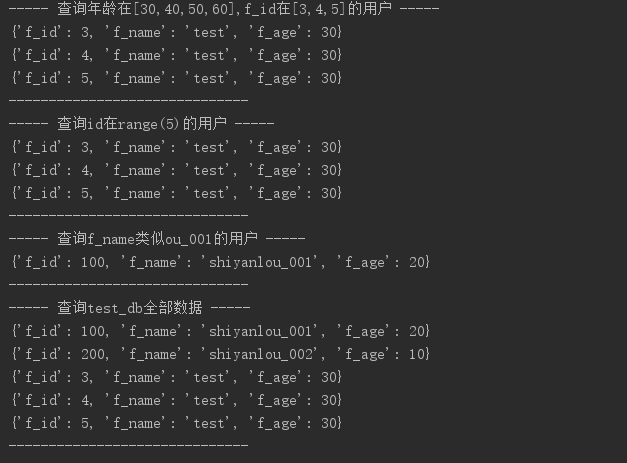 ----- 查询年龄在[30,40,50,60],f_id在[3,4,5]的用户 -----
{'f_id': 3, 'f_name': 'test', 'f_age': 30}
{'f_id': 4, 'f_name': 'test', 'f_age': 30}
{'f_id': 5, 'f_name': 'test', 'f_age': 30}
------------------------------
----- 查询id在range(5)的用户 -----
{'f_id': 3, 'f_name': 'test', 'f_age': 30}
{'f_id': 4, 'f_name': 'test', 'f_age': 30}
{'f_id': 5, 'f_name': 'test', 'f_age': 30}
------------------------------
----- 查询f_name类似ou_001的用户 -----
{'f_id': 100, 'f_name': 'shiyanlou_001', 'f_age': 20}
------------------------------
----- 查询test_db全部数据 -----
{'f_id': 100, 'f_name': 'shiyanlou_001', 'f_age': 20}
{'f_id': 200, 'f_name': 'shiyanlou_002', 'f_age': 10}
{'f_id': 3, 'f_name': 'test', 'f_age': 30}
{'f_id': 4, 'f_name': 'test', 'f_age': 30}
{'f_id': 5, 'f_name': 'test', 'f_age': 30}
------------------------------